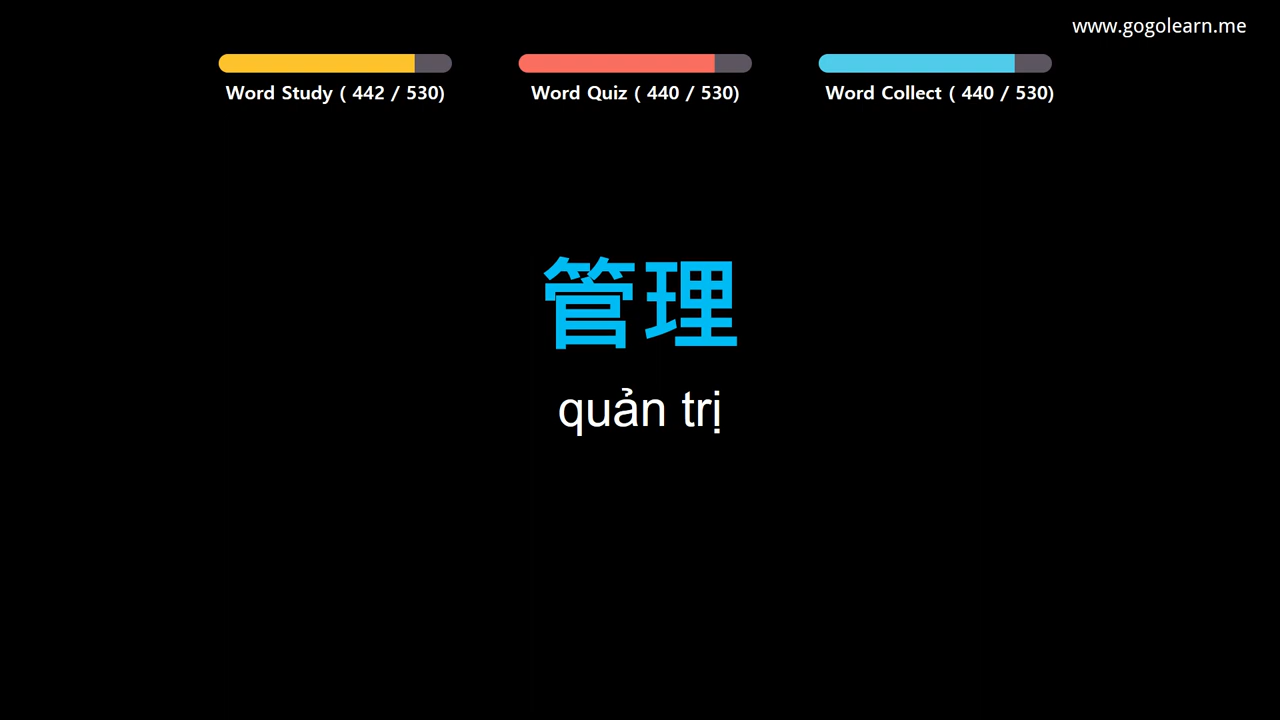 www.gogolearn.me
Word Study ( 442 / 530)
Word Quiz ( 440 / 530)
Word Collect ( 440 / 530)
管理
quản trị